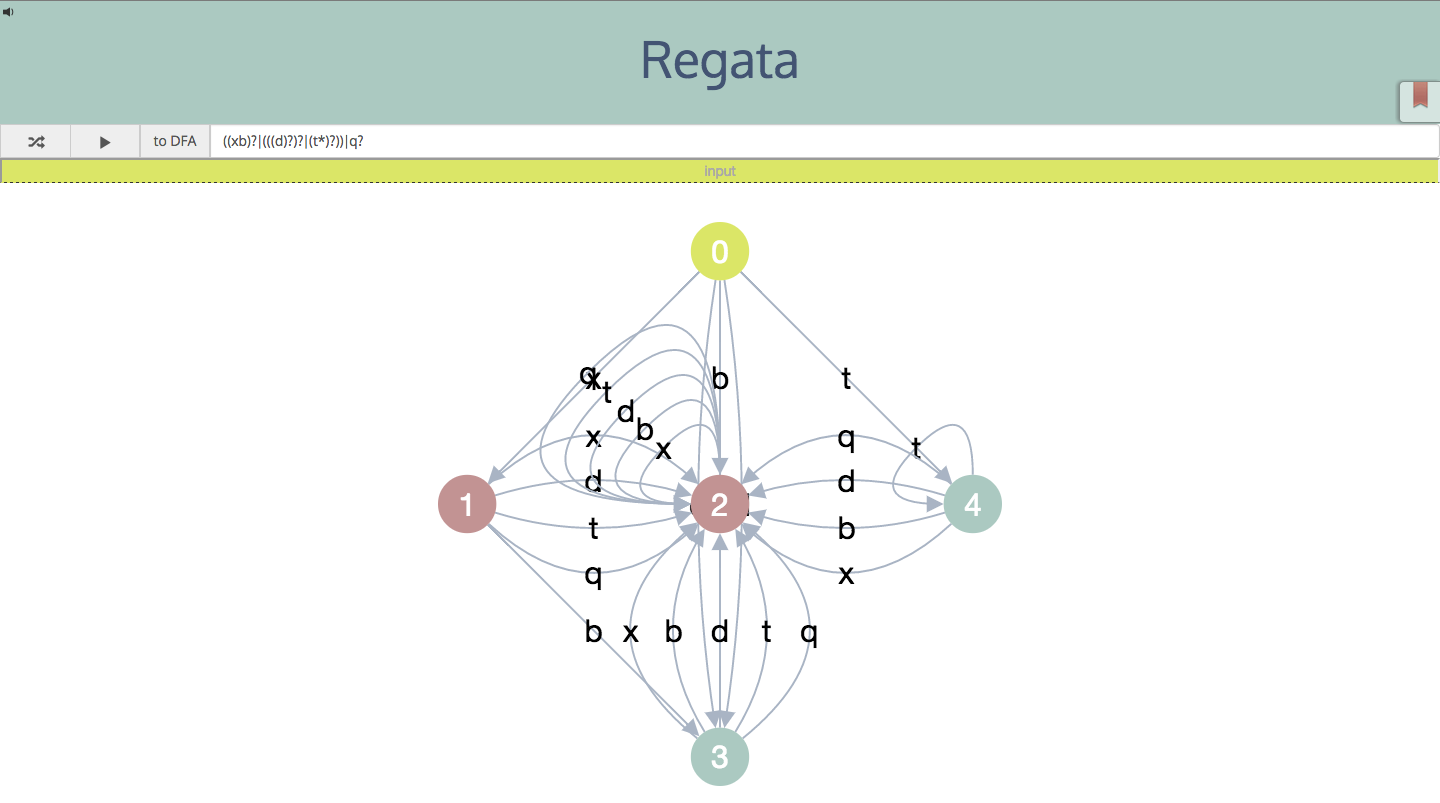 Regata
to DFA ((xb)?|(((d)?)?|(t*)?))|q?
input
0
q x b t
t
d
b
x x q t
d d
1 2 4
t b
q x
b x b d t q
3